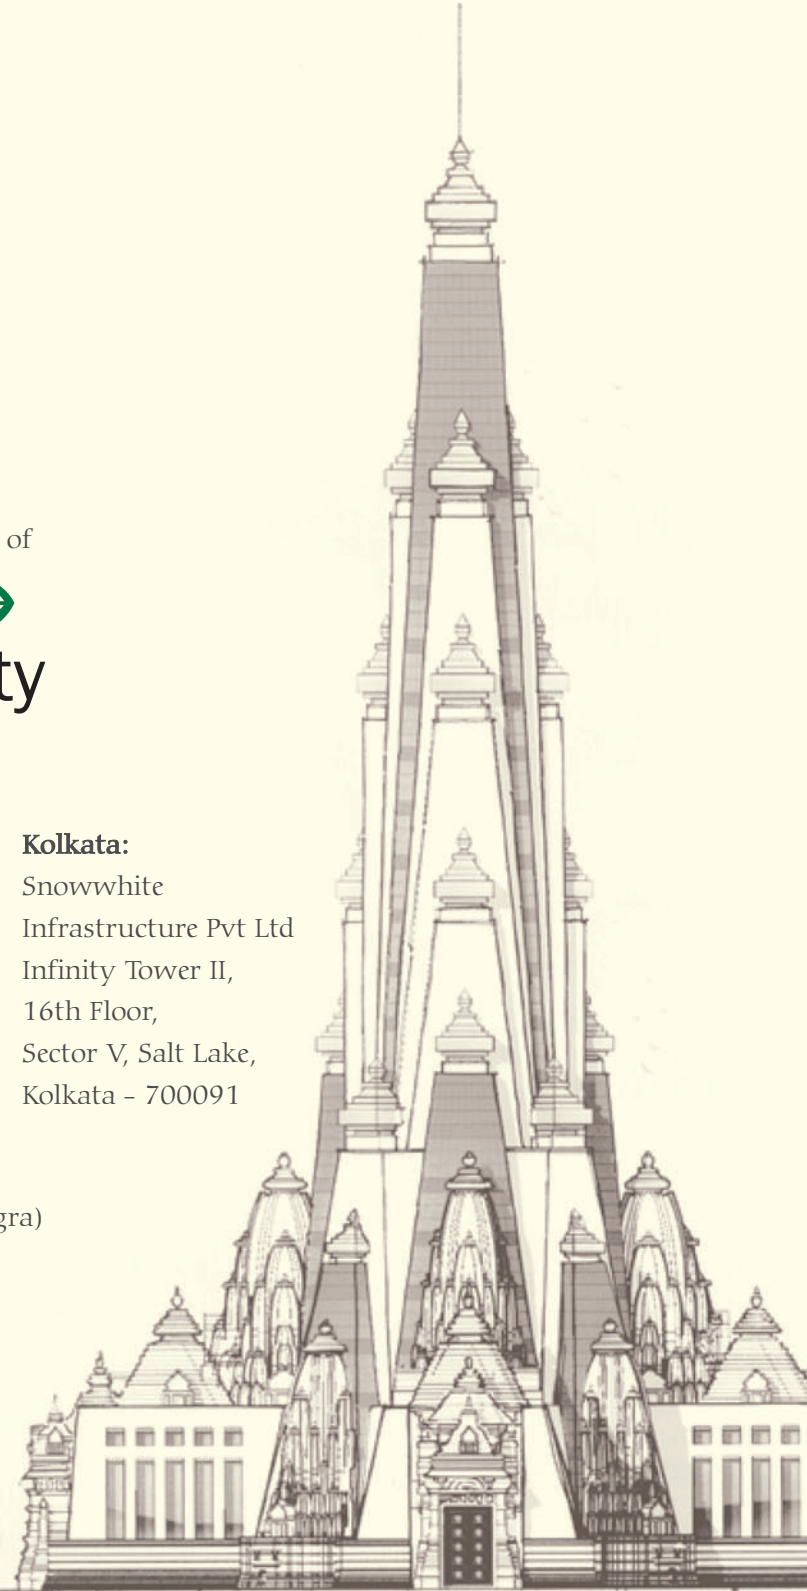 of
ty
Kolkata:
Snowwhite
Infrastructure Pvt Ltd
Infinity Tower II,
16th Floor,
Sector V, Salt Lake,
Kolkata – 700091
gra)